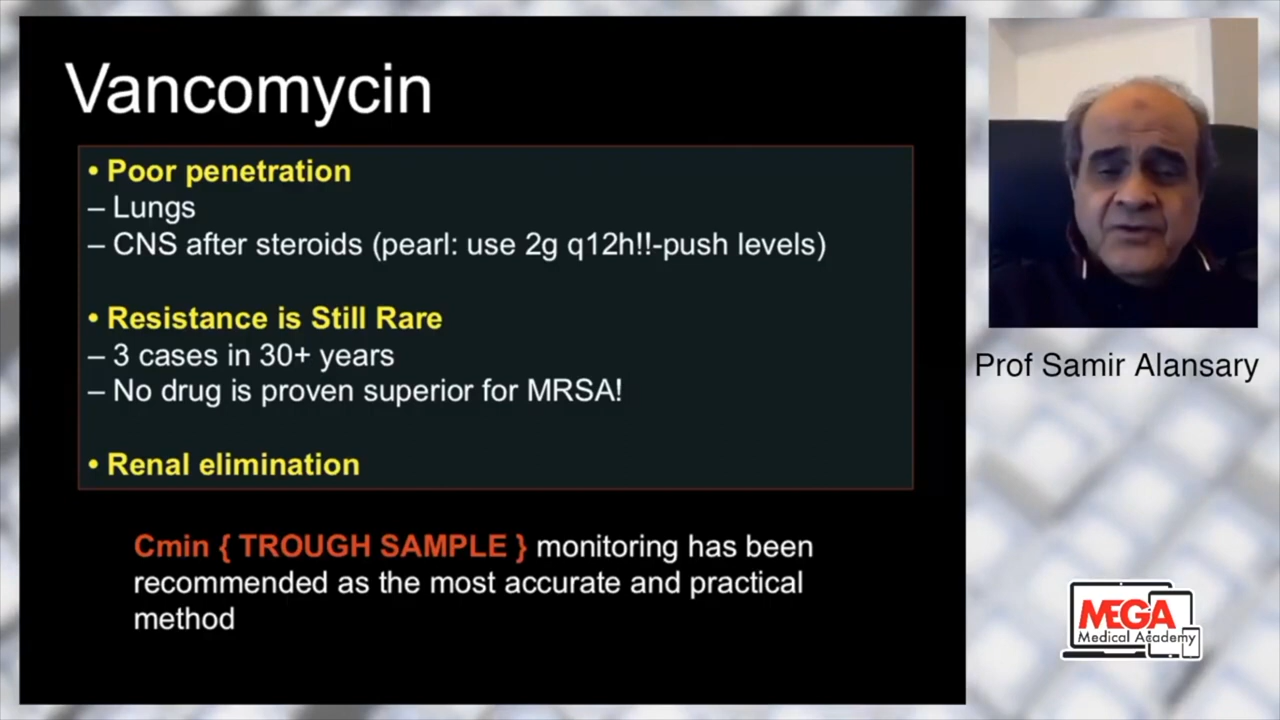 Vancomycin
• Poor penetration
– Lungs
– CNS after steroids (pearl: use 2g q12h!!-push levels)
• Resistance is Still Rare
– 3 cases in 30+ years
– No drug is proven superior for MRSA!
• Renal elimination
Cmin { TROUGH SAMPLE } monitoring has been
recommended as the most accurate and practical
method
Prof Samir Alansary
MEGA
Medical Academy